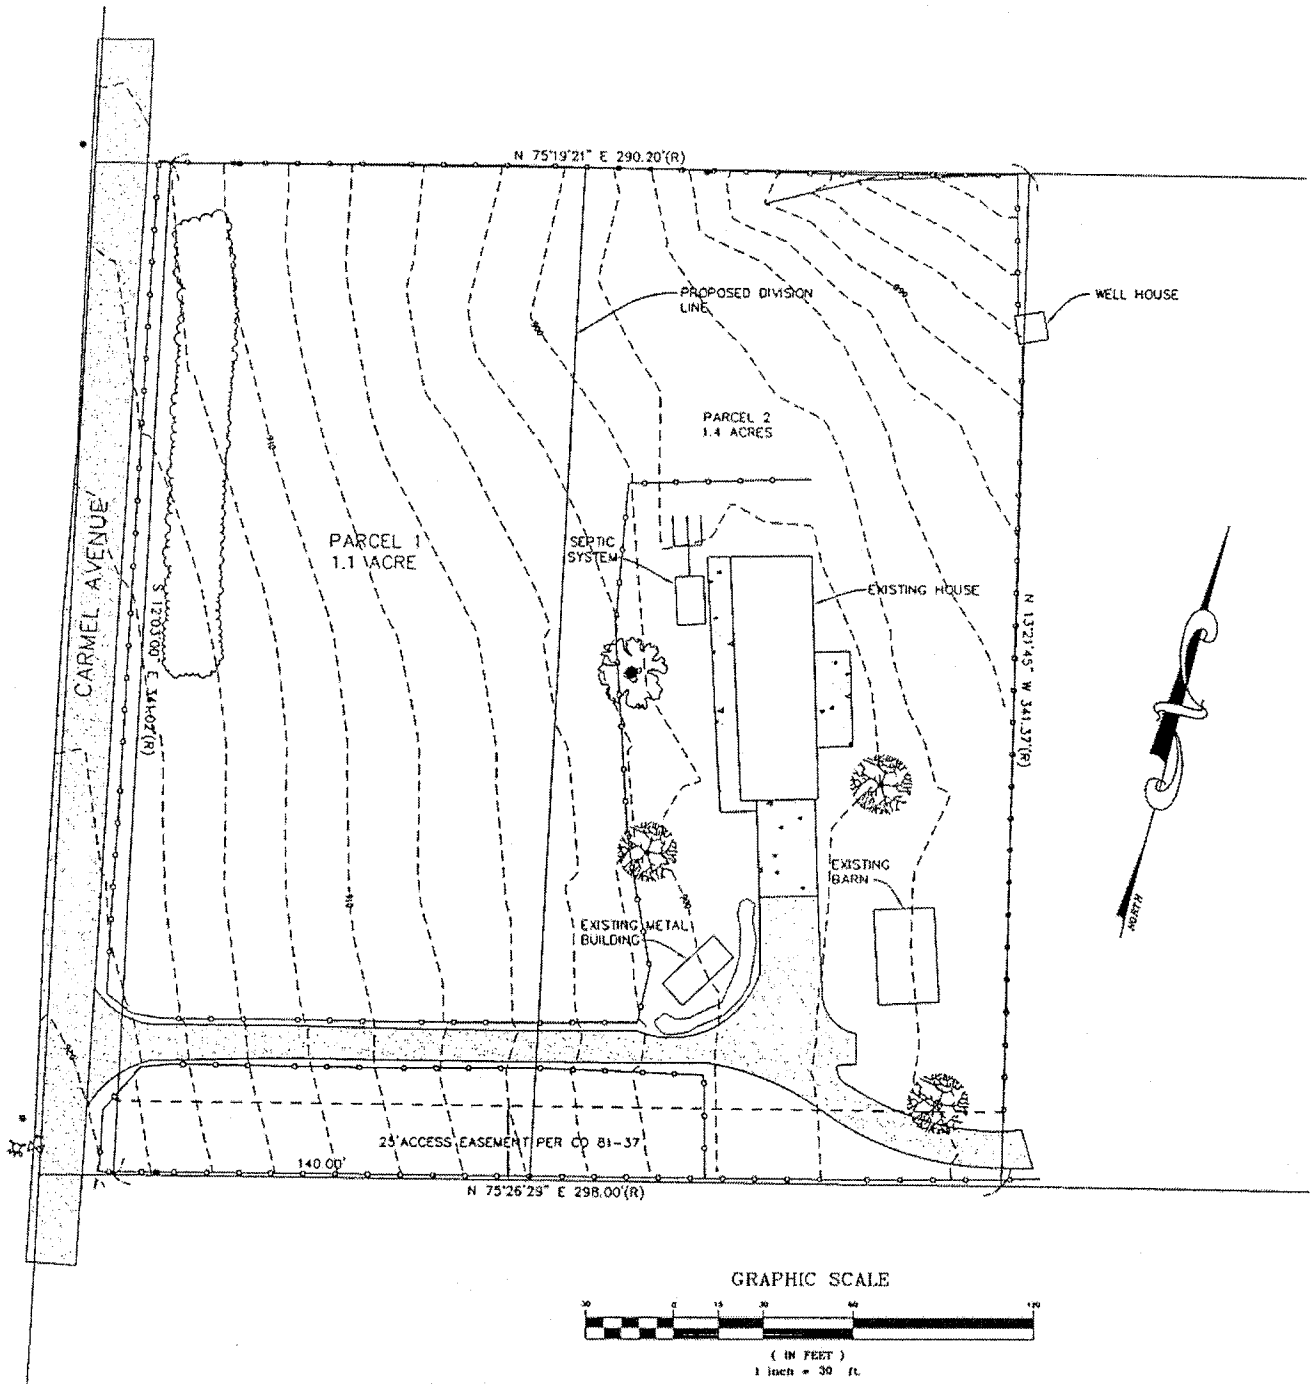 N 75°19'21" E 290.20'(R)
PROPOSED DIVISION
LINE
WELL HOUSE
PARCEL 2
1.4 ACRES
CARMEL AVENUE
PARCEL 1
1.1 ACRE
SEPTIC
SYSTEM
EXISTING HOUSE
S 12°03'00" E 341.02'(R)
N 13°21'45" W 341.37'(R)
EXISTING
BARN
EXISTING METAL
BUILDING
NORTH
25' ACCESS EASEMENT PER CO 81-37
140.00'
N 75°26'29" E 298.00'(R)
GRAPHIC SCALE
30 0 15 30 60 120
( IN FEET )
1 inch = 30 ft.